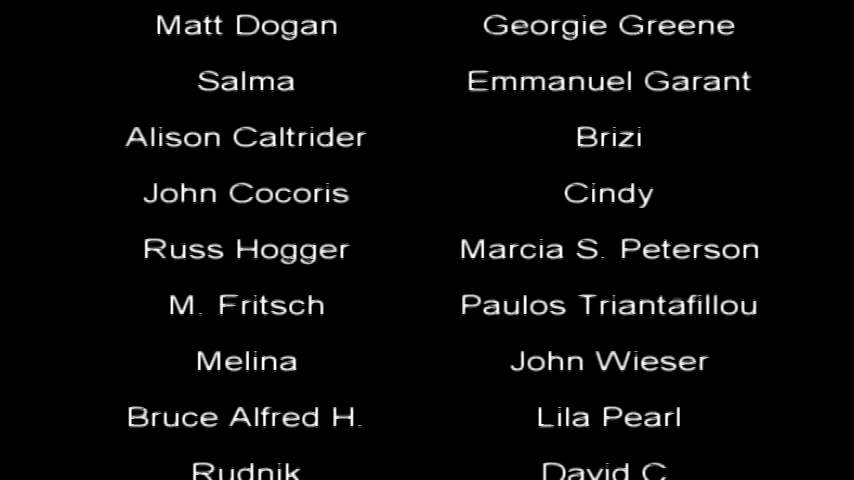 Matt Dogan Georgie Greene
Salma Emmanuel Garant
Alison Caltrider Brizi
John Cocoris Cindy
Russ Hogger Marcia S. Peterson
M. Fritsch Paulos Triantafillou
Melina John Wieser
Bruce Alfred H. Lila Pearl
Rudnik David C